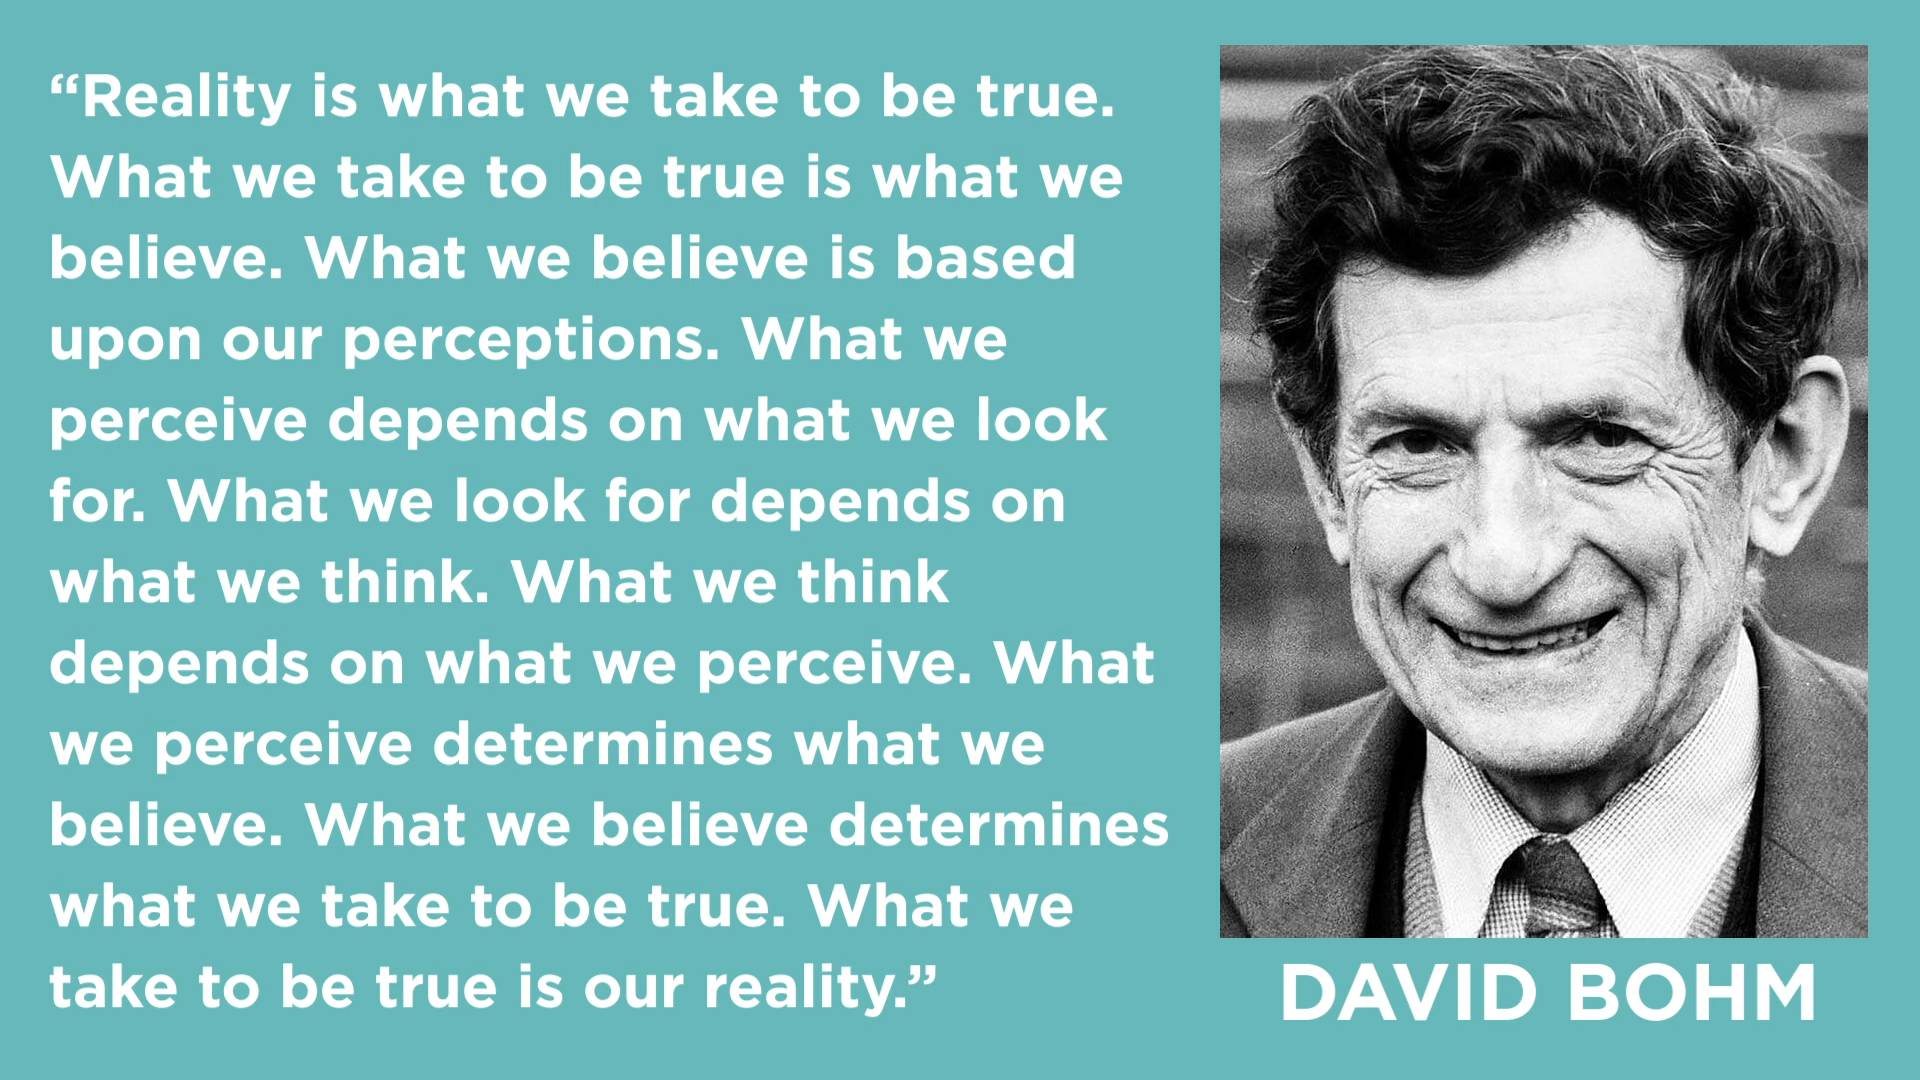 “Reality is what we take to be true.
What we take to be true is what we
believe. What we believe is based
upon our perceptions. What we
perceive depends on what we look
for. What we look for depends on
what we think. What we think
depends on what we perceive. What
we perceive determines what we
believe. What we believe determines
what we take to be true. What we
take to be true is our reality.”
DAVID BOHM